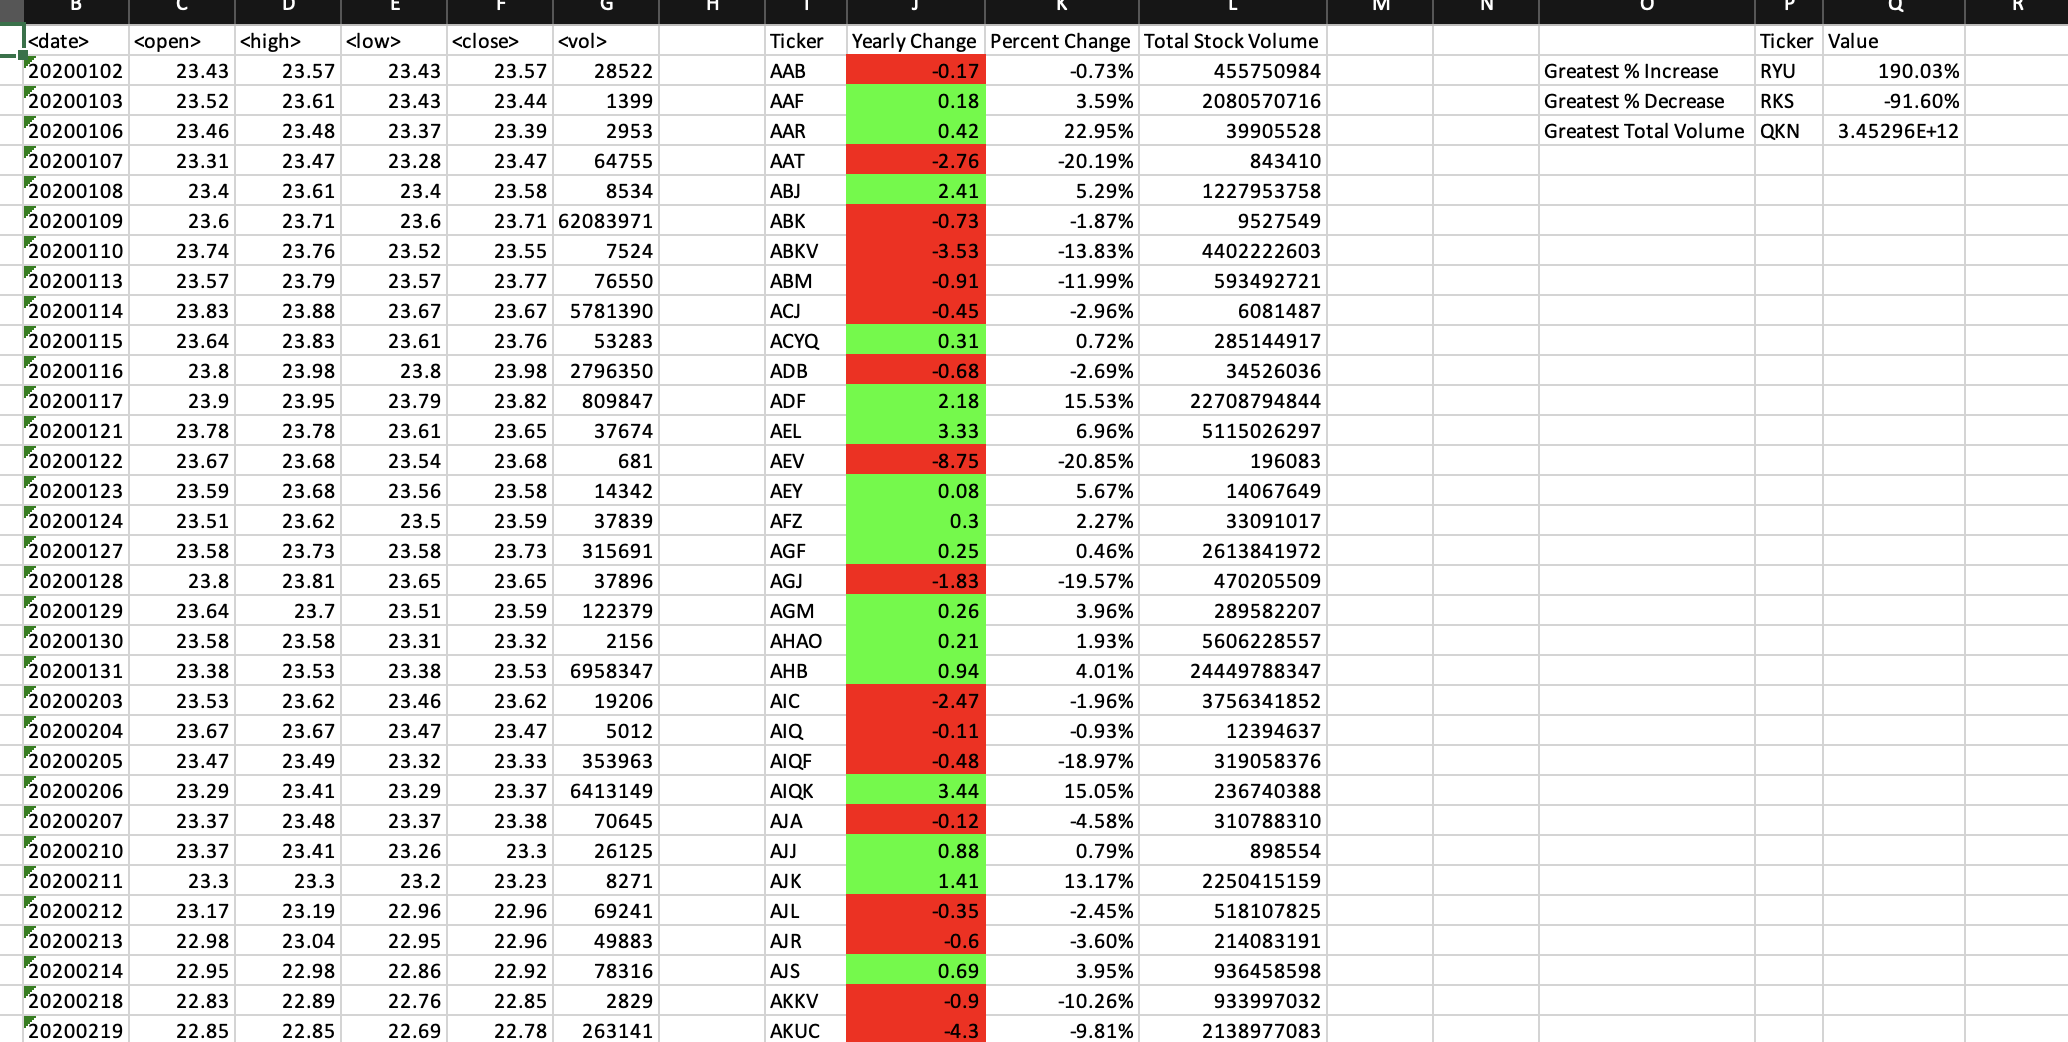 B C D E F G H I J K L M N O P Q R
<date> <open> <high> <low> <close> <vol> Ticker Yearly Change Percent Change Total Stock Volume Ticker Value
20200102 23.43 23.57 23.43 23.57 28522 AAB -0.17 -0.73% 455750984 Greatest % Increase RYU 190.03%
20200103 23.52 23.61 23.43 23.44 1399 AAF 0.18 3.59% 2080570716 Greatest % Decrease RKS -91.60%
20200106 23.46 23.48 23.37 23.39 2953 AAR 0.42 22.95% 39905528 Greatest Total Volume QKN 3.45296E+12
20200107 23.31 23.47 23.28 23.47 64755 AAT -2.76 -20.19% 843410
20200108 23.4 23.61 23.4 23.58 8534 ABJ 2.41 5.29% 1227953758
20200109 23.6 23.71 23.6 23.71 62083971 ABK -0.73 -1.87% 9527549
20200110 23.74 23.76 23.52 23.55 7524 ABKV -3.53 -13.83% 4402222603
20200113 23.57 23.79 23.57 23.77 76550 ABM -0.91 -11.99% 593492721
20200114 23.83 23.88 23.67 23.67 5781390 ACJ -0.45 -2.96% 6081487
20200115 23.64 23.83 23.61 23.76 53283 ACYQ 0.31 0.72% 285144917
20200116 23.8 23.98 23.8 23.98 2796350 ADB -0.68 -2.69% 34526036
20200117 23.9 23.95 23.79 23.82 809847 ADF 2.18 15.53% 22708794844
20200121 23.78 23.78 23.61 23.65 37674 AEL 3.33 6.96% 5115026297
20200122 23.67 23.68 23.54 23.68 681 AEV -8.75 -20.85% 196083
20200123 23.59 23.68 23.56 23.58 14342 AEY 0.08 5.67% 14067649
20200124 23.51 23.62 23.5 23.59 37839 AFZ 0.3 2.27% 33091017
20200127 23.58 23.73 23.58 23.73 315691 AGF 0.25 0.46% 2613841972
20200128 23.8 23.81 23.65 23.65 37896 AGJ -1.83 -19.57% 470205509
20200129 23.64 23.7 23.51 23.59 122379 AGM 0.26 3.96% 289582207
20200130 23.58 23.58 23.31 23.32 2156 AHAO 0.21 1.93% 5606228557
20200131 23.38 23.53 23.38 23.53 6958347 AHB 0.94 4.01% 24449788347
20200203 23.53 23.62 23.46 23.62 19206 AIC -2.47 -1.96% 3756341852
20200204 23.67 23.67 23.47 23.47 5012 AIQ -0.11 -0.93% 12394637
20200205 23.47 23.49 23.32 23.33 353963 AIQF -0.48 -18.97% 319058376
20200206 23.29 23.41 23.29 23.37 6413149 AIQK 3.44 15.05% 236740388
20200207 23.37 23.48 23.37 23.38 70645 AJA -0.12 -4.58% 310788310
20200210 23.37 23.41 23.26 23.3 26125 AJJ 0.88 0.79% 898554
20200211 23.3 23.3 23.2 23.23 8271 AJK 1.41 13.17% 2250415159
20200212 23.17 23.19 22.96 22.96 69241 AJL -0.35 -2.45% 518107825
20200213 22.98 23.04 22.95 22.96 49883 AJR -0.6 -3.60% 214083191
20200214 22.95 22.98 22.86 22.92 78316 AJS 0.69 3.95% 936458598
20200218 22.83 22.89 22.76 22.85 2829 AKKV -0.9 -10.26% 933997032
20200219 22.85 22.85 22.69 22.78 263141 AKUC -4.3 -9.81% 2138977083